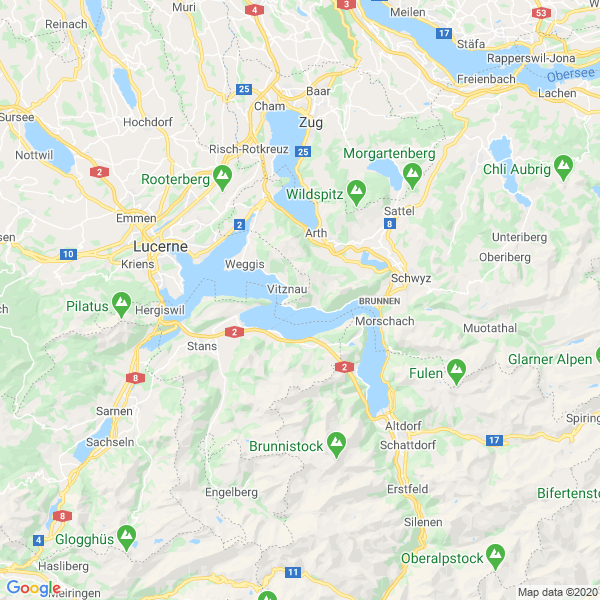 Muri
4
3
Meilen
53
Reinach
17
Stäfa
Rapperswil-Jona
Obersee
Freienbach
Lachen
25
Baar
Cham
Sursee
Hochdorf
Zug
Nottwil
Risch-Rotkreuz
25
Morgartenberg
2
Rooterberg
Wildspitz
Chli Aubrig
Sattel
Emmen
2
8
Arth
Unteriberg
Lucerne
10
Oberiberg
Kriens
Weggis
Schwyz
Vitznau
Pilatus
BRUNNEN
Hergiswil
Morschach
Muotathal
2
Stans
Glarner Alpen
2
Fulen
8
Sarnen
Altdorf
Spiring
Sachseln
Brunnistock
Schattdorf
17
Engelberg
Erstfeld
Bifertenst
8
Silenen
4
Glogghüs
Oberalpstock
Hasliberg
11
Google
Meiringen
Map data ©2020